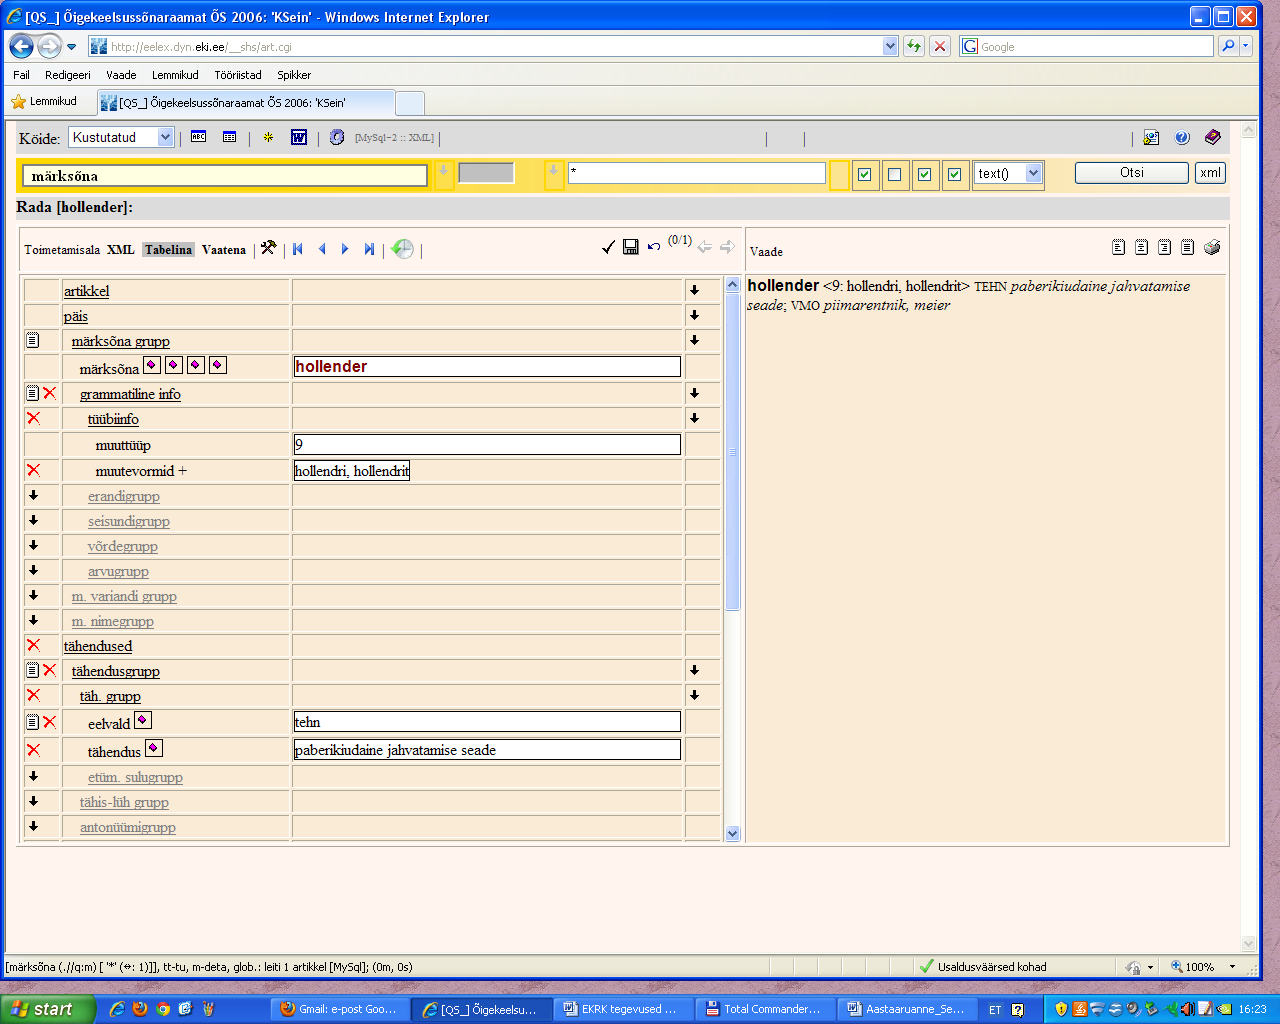 [QS_] Õigekeelsussõnaraamat ÕS 2006: 'KSein' - Windows Internet Explorer
http://eelex.dyn.eki.ee/__shs/art.cgi
Google
Fail Redigeeri Vaade Lemmikud Tööriistad Spikker
Lemmikud [QS_] Õigekeelsussõnaraamat ÕS 2006: 'KSein'
Köide: Kustutatud ABC W [MySql-2 :: XML]
märksõna * text() Otsi xml
Rada [hollender]:
Toimetamisala XML Tabelina Vaatena (0/1) Vaade
artikkel
päis
märksõna grupp
märksõna hollender
grammatiline info
tüübiinfo
muuttüüp 9
muutevormid + hollendri, hollendrit
erandigrupp
seisundigrupp
võrdegrupp
arvugrupp
m. variandi grupp
m. nimegrupp
tähendused
tähendusgrupp
täh. grupp
eelvald tehn
tähendus paberikiudaine jahvatamise seade
etüm. sulugrupp
tähis-lüh grupp
antonüümigrupp
hollender <9: hollendri, hollendrit> TEHN paberikiudaine jahvatamise
seade; VMO piimarentnik, meier
[märksõna (.//q:m) [ '*' (⇔: 1)]], tt-tu, m-deta, glob.: leiti 1 artikkel [MySql]; (0m, 0s) Usaldusväärsed kohad 100%
start Gmail: e-post Goo... [QS_] Õigekeelsu... EKRK tegevused ... Total Commander... Aastaaruanne_Se... ET 16:23